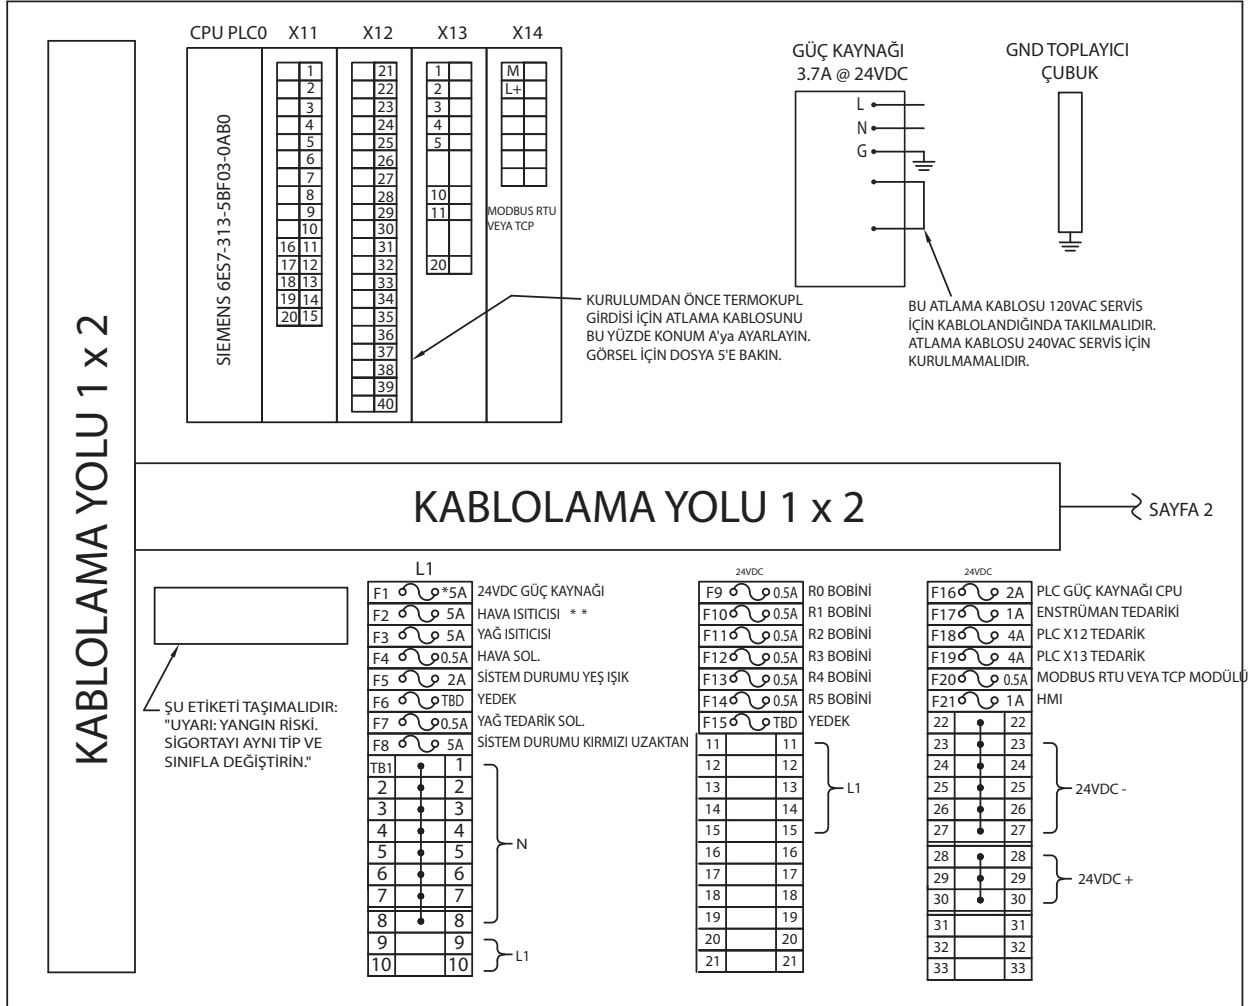 CPU PLC0 X11 X12 X13 X14
SIEMENS 6ES7-313-5BF03-0AB0
1
2
3
4
5
6
7
8
9
10
16 11
17 12
18 13
19 14
20 15
21
22
23
24
25
26
27
28
29
30
31
32
33
34
35
36
37
38
39
40
1
2
3
4
5
10
11
20
M
L+
MODBUS RTU
VEYA TCP
KURULUMDAN ÖNCE TERMOKUPL
GİRDİSİ İÇİN ATLAMA KABLOSUNU
BU YÜZDE KONUM A'ya AYARLAYIN.
GÖRSEL İÇİN DOSYA 5'E BAKIN.
GÜÇ KAYNAĞI
3.7A @ 24VDC
L
N
G
BU ATLAMA KABLOSU 120VAC SERVİS
İÇİN KABLOLANDIĞINDA TAKILMALIDIR.
ATLAMA KABLOSU 240VAC SERVİS İÇİN
KURULMAMALIDIR.
GND TOPLAYICI
ÇUBUK
KABLOLAMA YOLU 1 x 2
KABLOLAMA YOLU 1 x 2
SAYFA 2
ŞU ETİKETİ TAŞIMALIDIR:
"UYARI: YANGIN RİSKİ.
SİGORTAYI AYNI TİP VE
SINIFLA DEĞİŞTİRİN."
L1
F1 *5A 24VDC GÜÇ KAYNAĞI
F2 5A HAVA ISITICISI * *
F3 5A YAĞ ISITICISI
F4 0.5A HAVA SOL.
F5 2A SİSTEM DURUMU YEŞ IŞIK
F6 TBD YEDEK
F7 0.5A YAĞ TEDARİK SOL.
F8 5A SİSTEM DURUMU KIRMIZI UZAKTAN
TB1 1
2 2
3 3
4 4
5 5
6 6
7 7
8 8
9 9
10 10
N
L1
24VDC
F9 0.5A R0 BOBİNİ
F10 0.5A R1 BOBİNİ
F11 0.5A R2 BOBİNİ
F12 0.5A R3 BOBİNİ
F13 0.5A R4 BOBİNİ
F14 0.5A R5 BOBİNİ
F15 TBD YEDEK
11 11
12 12
13 13
14 14
15 15
16 16
17 17
18 18
19 19
20 20
21 21
L1
24VDC
F16 2A PLC GÜÇ KAYNAĞI CPU
F17 1A ENSTRÜMAN TEDARİKİ
F18 4A PLC X12 TEDARİK
F19 4A PLC X13 TEDARİK
F20 0.5A MODBUS RTU VEYA TCP MODÜLÜ
F21 1A HMI
22 22
23 23
24 24
25 25
26 26
27 27
28 28
29 29
30 30
31 31
32 32
33 33
24VDC -
24VDC +